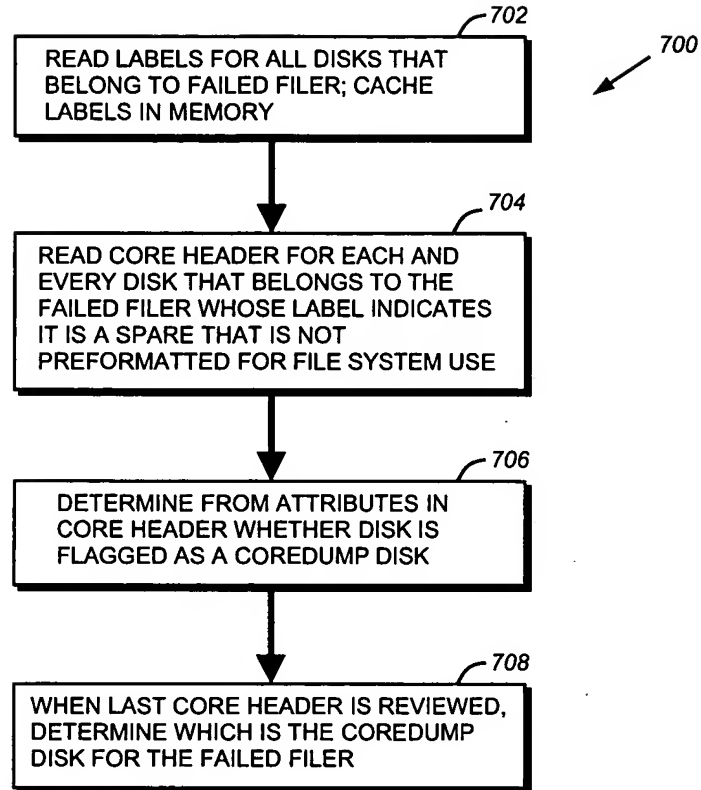 702
700
READ LABELS FOR ALL DISKS THAT
BELONG TO FAILED FILER; CACHE
LABELS IN MEMORY
704
READ CORE HEADER FOR EACH AND
EVERY DISK THAT BELONGS TO THE
FAILED FILER WHOSE LABEL INDICATES
IT IS A SPARE THAT IS NOT
PREFORMATTED FOR FILE SYSTEM USE
706
DETERMINE FROM ATTRIBUTES IN
CORE HEADER WHETHER DISK IS
FLAGGED AS A COREDUMP DISK
708
WHEN LAST CORE HEADER IS REVIEWED,
DETERMINE WHICH IS THE COREDUMP
DISK FOR THE FAILED FILER